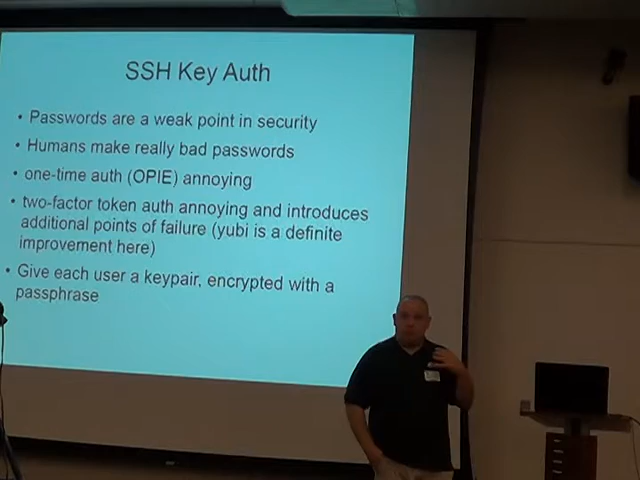 SSH Key Auth
• Passwords are a weak point in security
• Humans make really bad passwords
• one-time auth (OPIE) annoying
• two-factor token auth annoying and introduces
additional points of failure (yubi is a definite
improvement here)
• Give each user a keypair, encrypted with a
passphrase